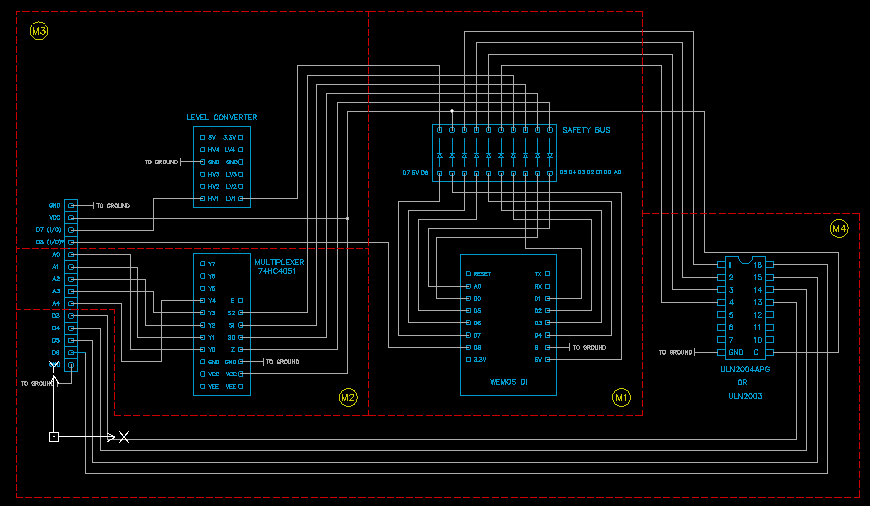 M3
LEVEL CONVERTER
5V 3.3V
HV4 LV4
TO GROUND
GND GND
HV3 LV3
HV2 LV2
HV1 LV1
SAFETY BUS
D7 5V D6
D5 D4 D3 D2 D1 D0 A0
GND
TO GROUND
VCC
D7 (I/O)
D8 (I/O)*
A0
A1
A2
A3
A4
D3
D4
D5
D6
TO GROUND
MULTIPLEXER
74HC4051
Y7
Y6
Y5
Y4 E
Y3 S2
Y2 S1
Y1 S0
Y0 Z
GND GND
TO GROUND
VCC VCC
VEE VEE
M2
RESET TX
A0 RX
D0 D1
D5 D2
D6 D3
D7 D4
D8 G
TO GROUND
3.3V 5V
WEMOS D1
M1
M4
1 16
2 15
3 14
4 13
5 12
6 11
7 10
TO GROUND
GND C
ULN2004APG
OR
ULN2003
X